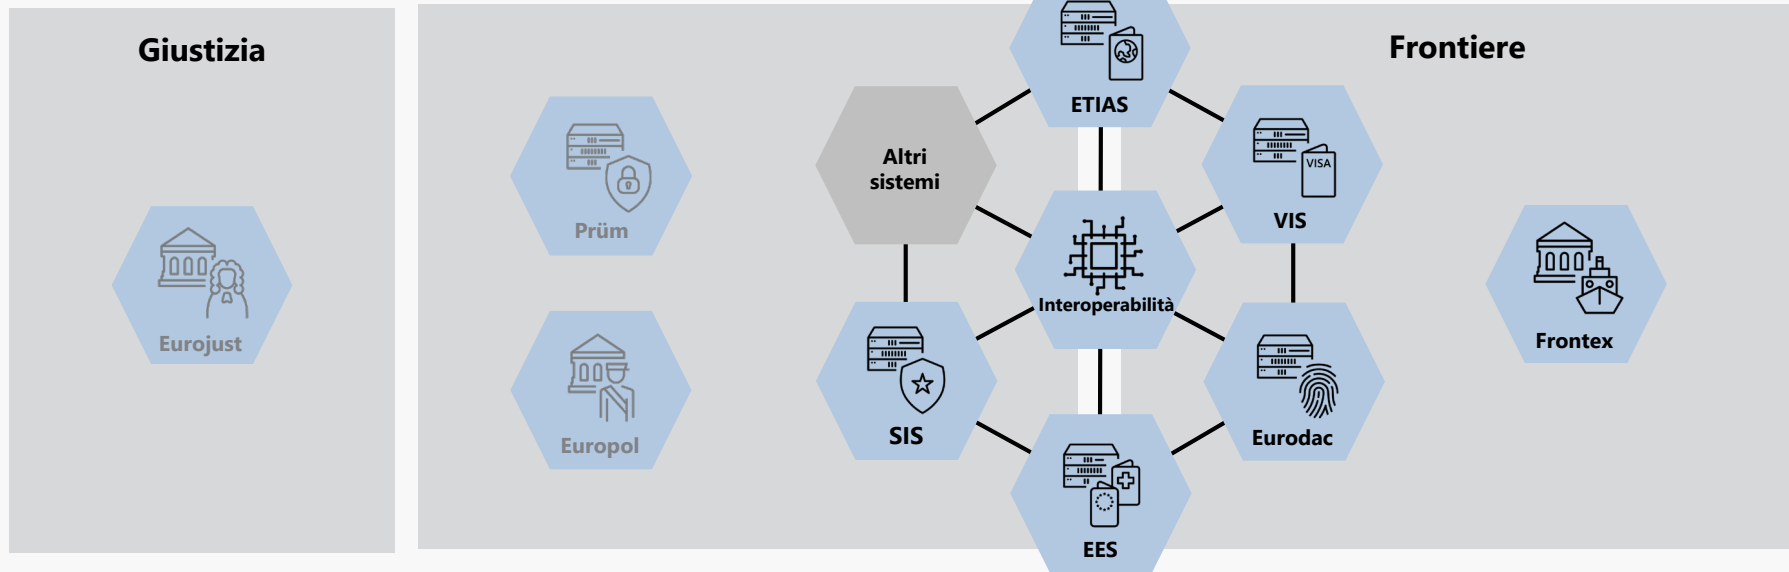 Giustizia
Frontiere
ETIAS
Altri
sistemi
VISA
VIS
Prüm
Interoperabilità
Eurojust
Frontex
Europol
SIS
Eurodac
EES